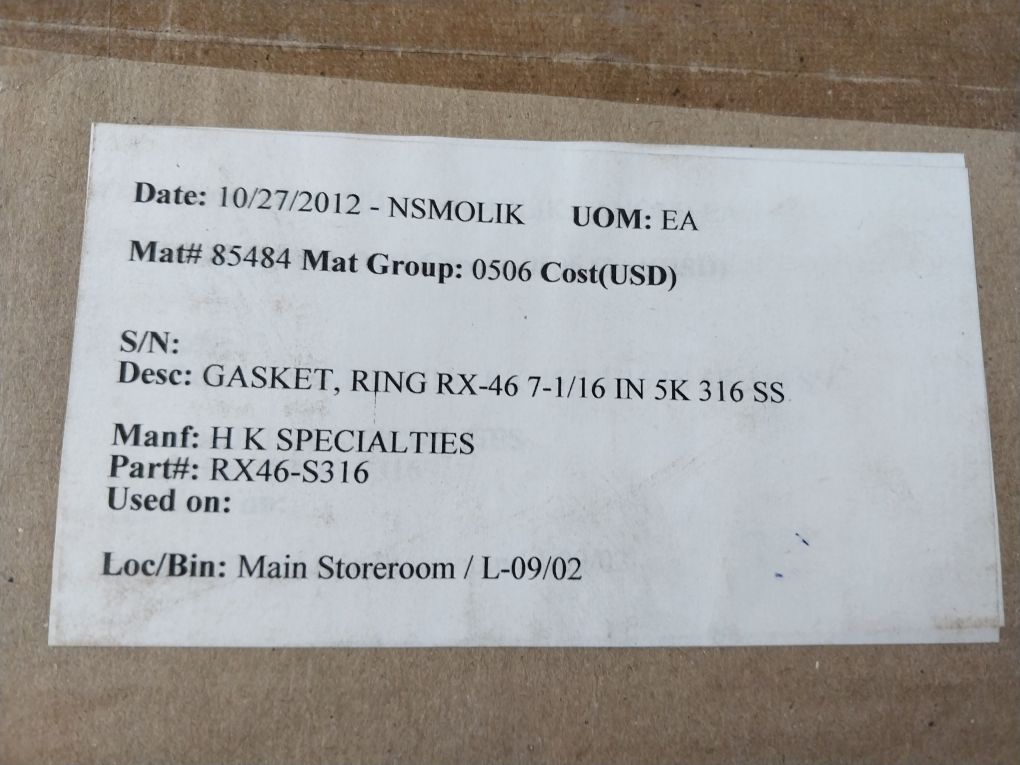 Date: 10/27/2012 - NSMOLIK UOM: EA
Mat# 85484 Mat Group: 0506 Cost(USD)
S/N:
Desc: GASKET, RING RX-46 7-1/16 IN 5K 316 SS
Manf: H K SPECIALTIES
Part#: RX46-S316
Used on:
Loc/Bin: Main Storeroom / L-09/02